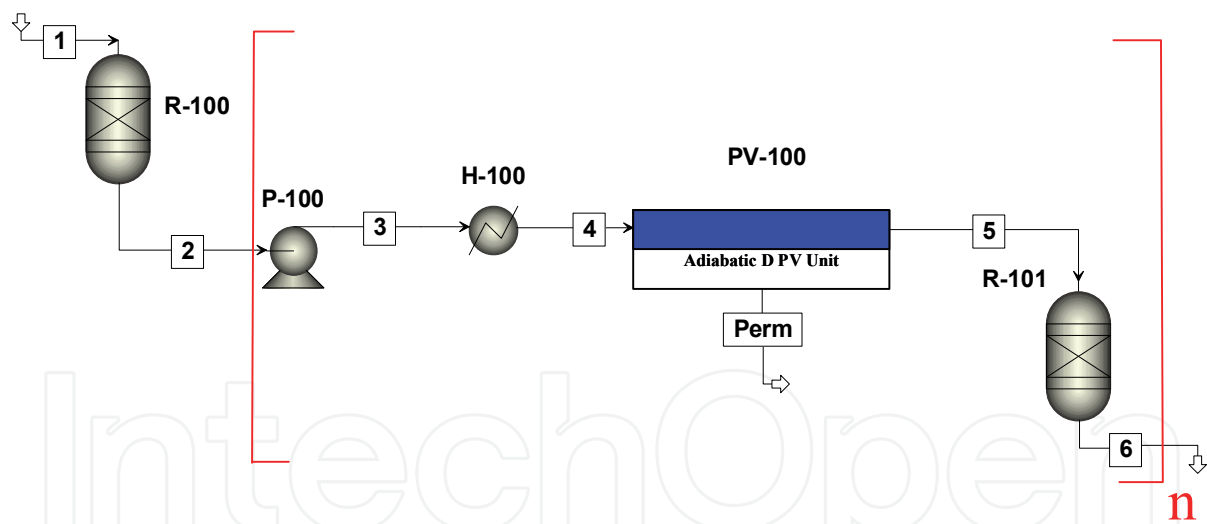 1
R-100
PV-100
H-100
P-100
3
4
5
2
Adiabatic D PV Unit
R-101
Perm
6
n
IntechOpen